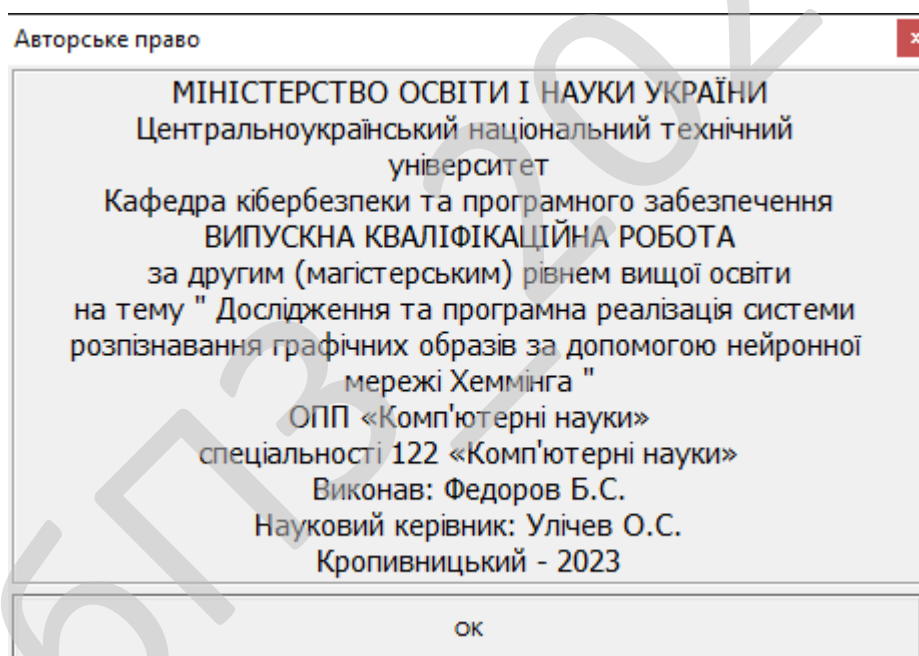 Авторське право
МІНІСТЕРСТВО ОСВІТИ І НАУКИ УКРАЇНИ
Центральноукраїнський національний технічний
університет
Кафедра кібербезпеки та програмного забезпечення
ВИПУСКНА КВАЛІФІКАЦІЙНА РОБОТА
за другим (магістерським) рівнем вищої освіти
на тему " Дослідження та програмна реалізація системи
розпізнавання графічних образів за допомогою нейронної
мережі Хеммінга "
ОПП «Комп'ютерні науки»
спеціальності 122 «Комп'ютерні науки»
Виконав: Федоров Б.С.
Науковий керівник: Улічев О.С.
Кропивницький - 2023
ОК